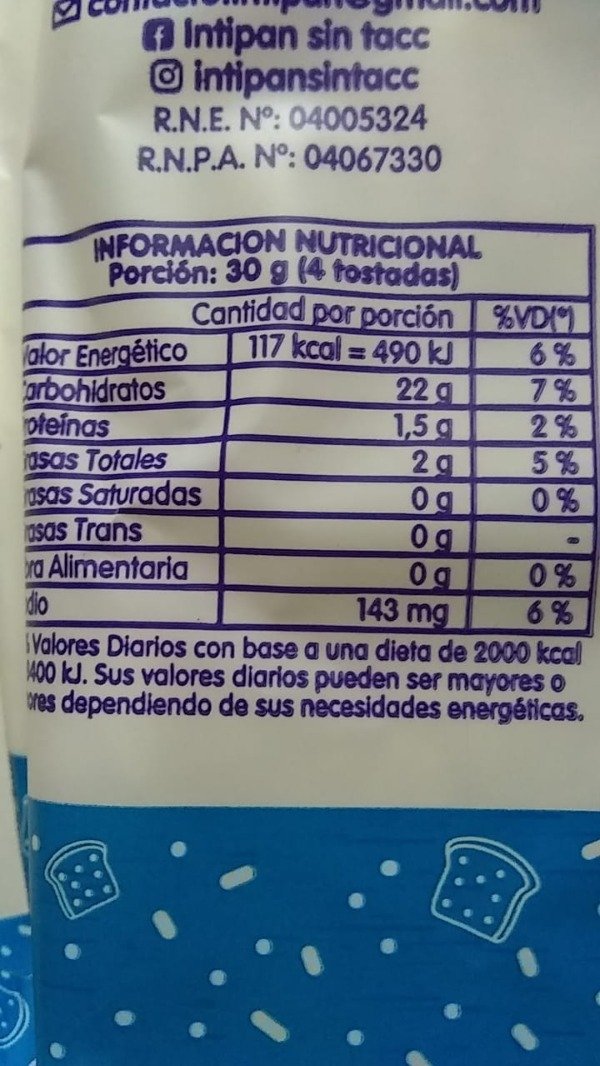 Intipan sin tacc
intipansintacc
R.N.E. Nº: 04005324
R.N.P.A. Nº: 04067330
INFORMACION NUTRICIONAL
Porción: 30 g (4 tostadas)
Cantidad por porción %VD(*)
alor Energético 117 kcal = 490 kJ 6 %
arbohidratos 22 g 7 %
oteínas 1,5 g 2 %
rasas Totales 2 g 5 %
rasas Saturadas 0 g 0 %
rasas Trans 0 g -
ra Alimentaria 0 g 0 %
dio 143 mg 6 %
Valores Diarios con base a una dieta de 2000 kcal
400 kJ. Sus valores diarios pueden ser mayores o
ores dependiendo de sus necesidades energéticas.